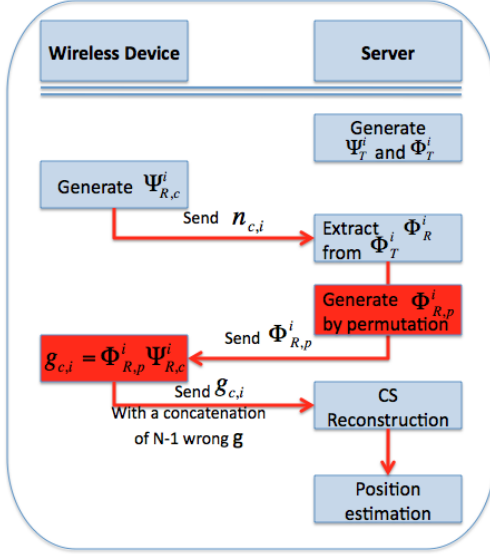 Wireless Device
Server
Generate
Ψ_T^i and Φ_T^i
Generate Ψ_{R,c}^i
Send n_{c,i}
Extract Φ_R^i
from Φ_T^i
Generate Φ_{R,p}^i
by permutation
Send Φ_{R,p}^i
g_{c,i} = Φ_{R,p}^i Ψ_{R,c}^i
Send g_{c,i}
With a concatenation
of N-1 wrong g
CS
Reconstruction
Position
estimation